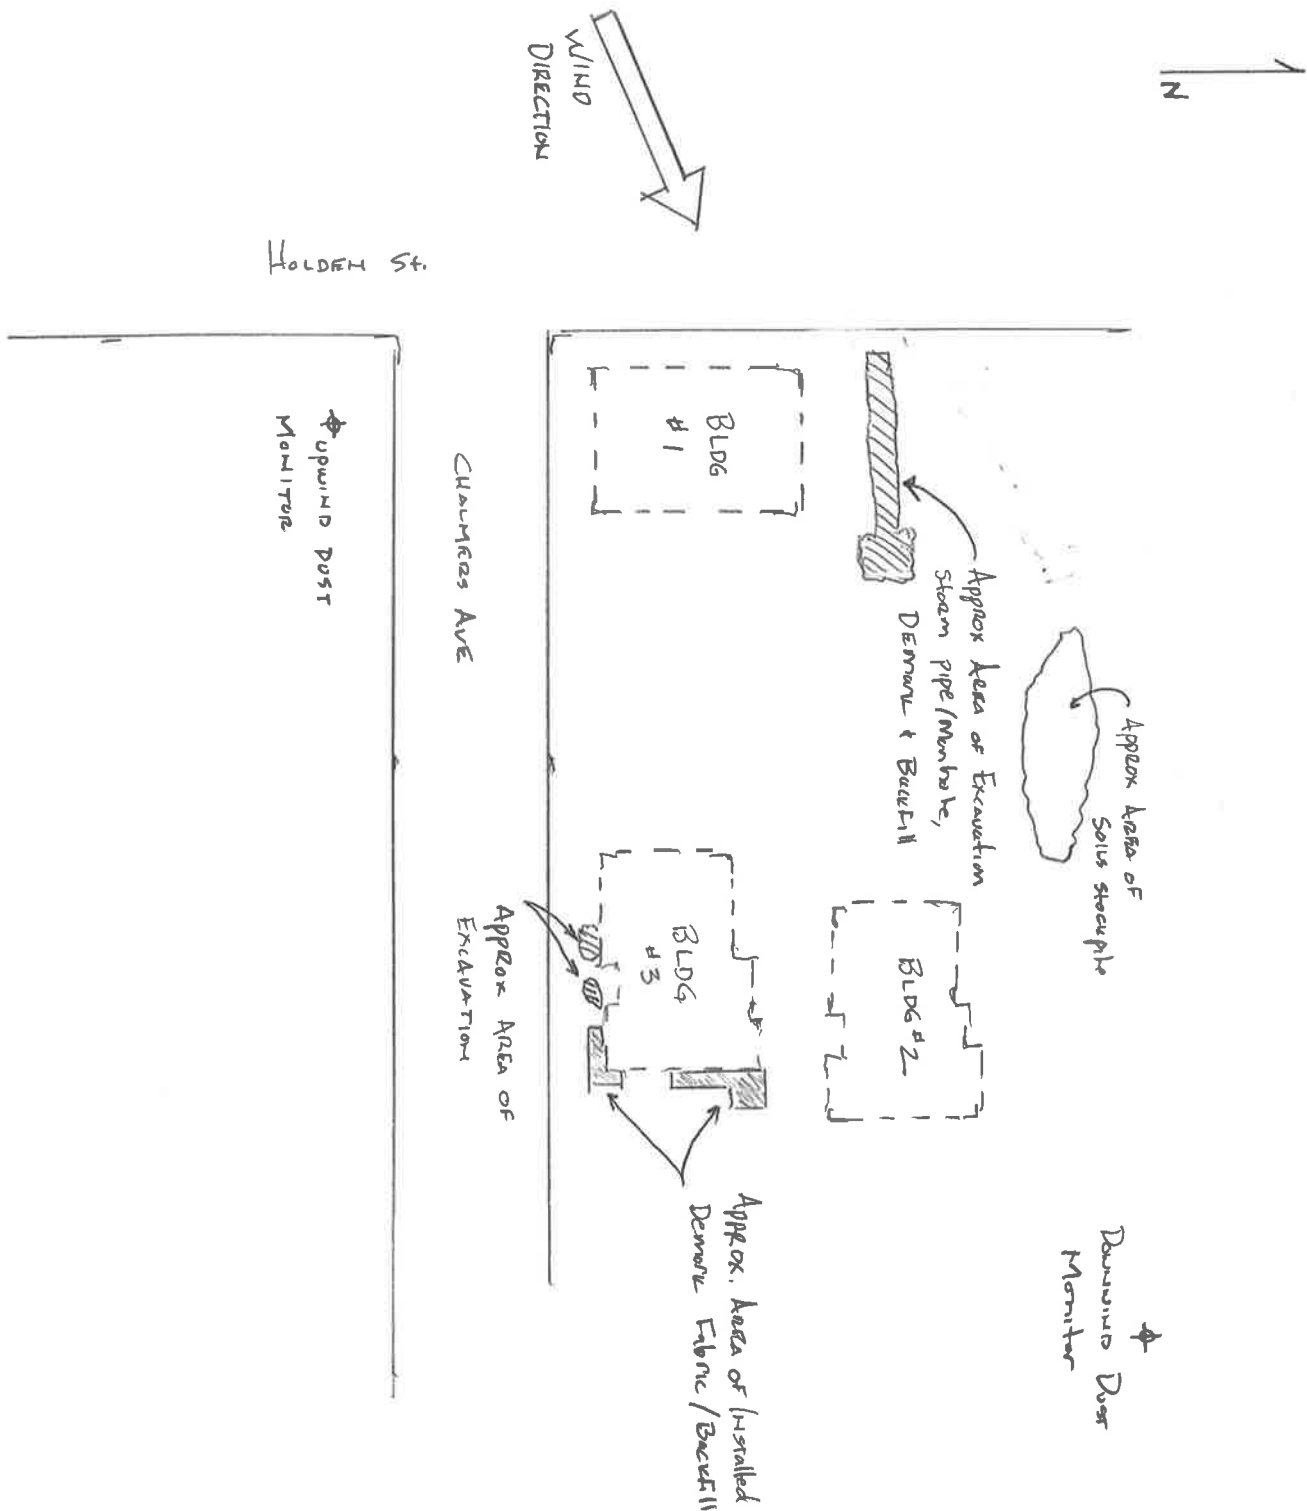 N
WIND
DIRECTION
HOLDEN St.
CHALMERS AVE
UPWIND DUST
MONITOR
BLDG
#1
Approx Area of Excavation
Storm pipe/Manhole,
Demark + Backfill
Approx Area of
Soils stockpile
BLDG #2
BLDG
#3
Approx Area of
Excavation
Approx. Area of Installed
Demark Fabric/Backfill
Downwind Dust
Monitor